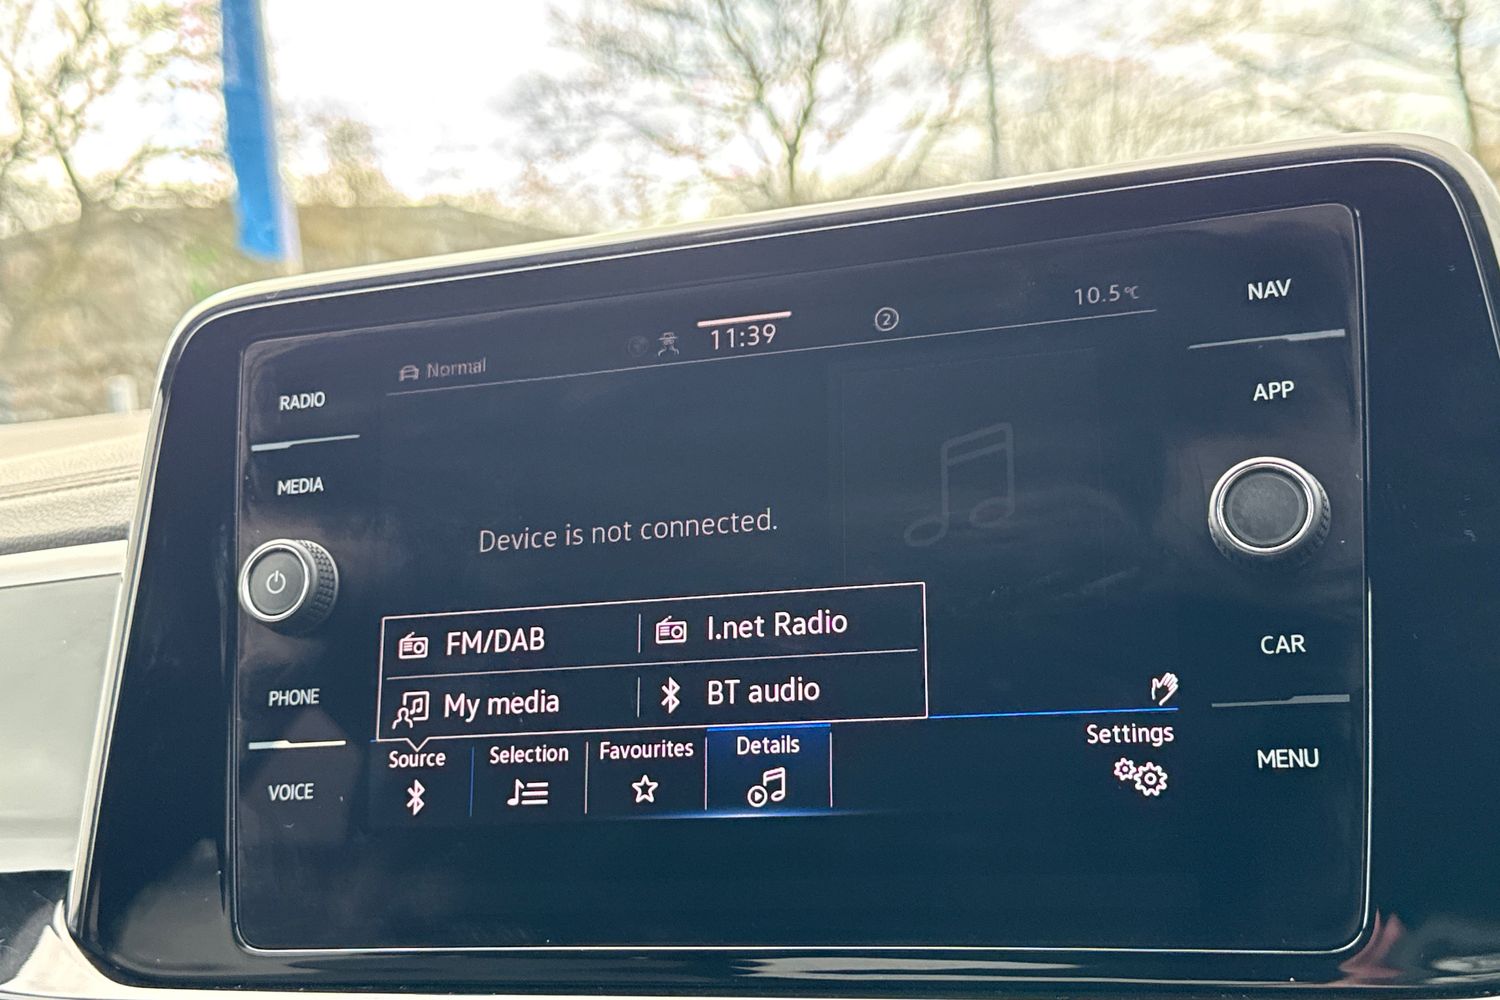 NAV
10.5°C
2
11:39
Normal
RADIO
APP
MEDIA
Device is not connected.
FM/DAB
I.net Radio
CAR
PHONE
My media
BT audio
Source
Selection
Favourites
Details
Settings
MENU
VOICE